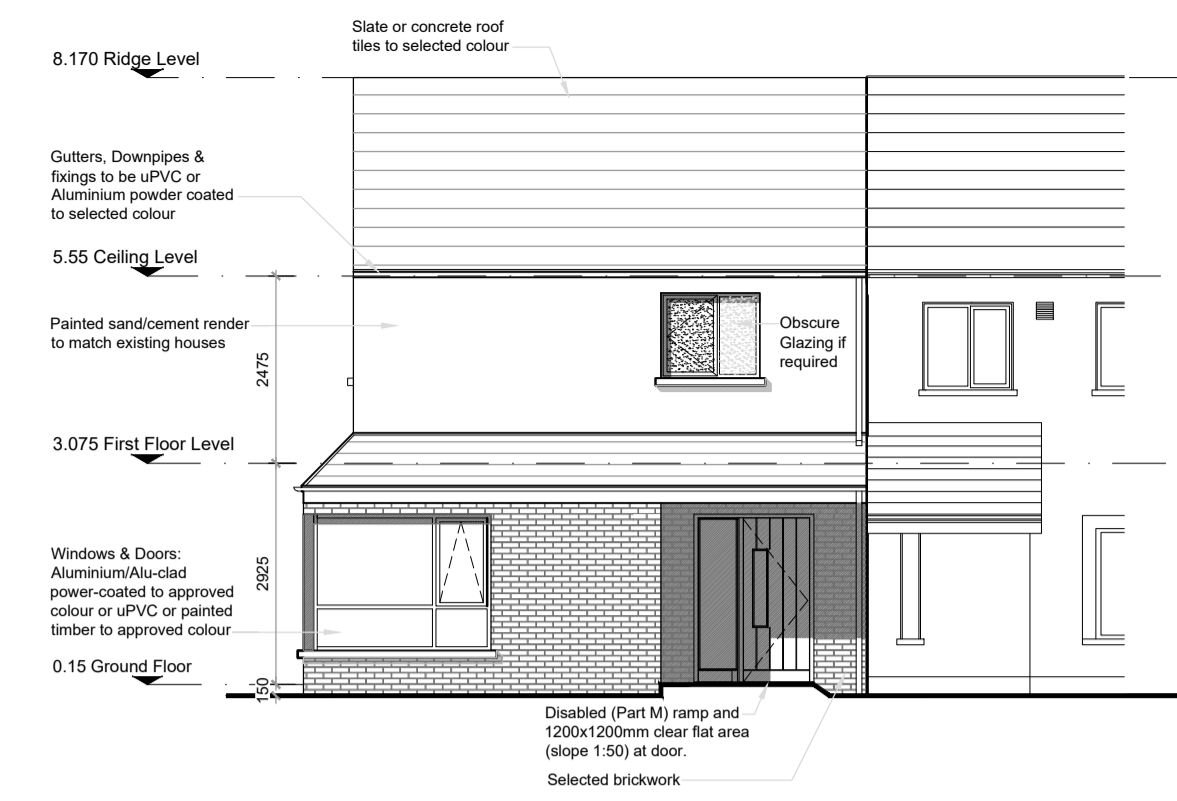 Slate or concrete roof
tiles to selected colour
8.170 Ridge Level
Gutters, Downpipes &
fixings to be uPVC or
Aluminium powder coated
to selected colour
5.55 Ceiling Level
Painted sand/cement render
to match existing houses
Obscure
Glazing if
required
2475
3.075 First Floor Level
Windows & Doors:
Aluminium/Alu-clad
power-coated to approved
colour or uPVC or painted
timber to approved colour
2925
0.15 Ground Floor
150
Disabled (Part M) ramp and
1200x1200mm clear flat area
(slope 1:50) at door.
Selected brickwork